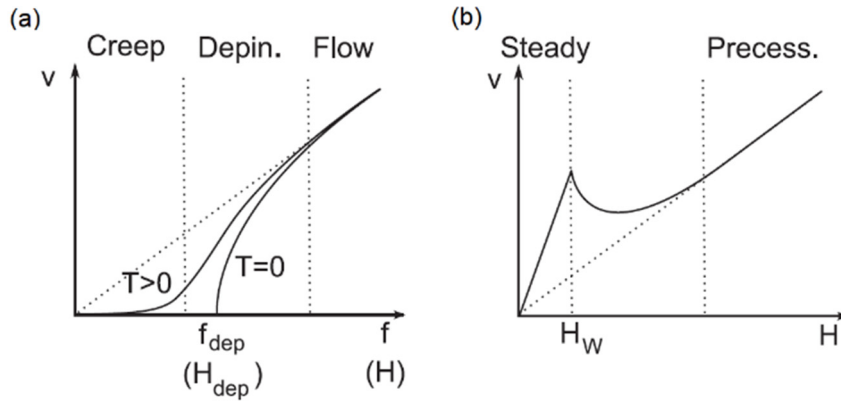 (a)
Creep Depin. Flow
v
T>0
T=0
f_dep f
(H_dep) (H)
(b)
Steady Precess.
v
H_W H